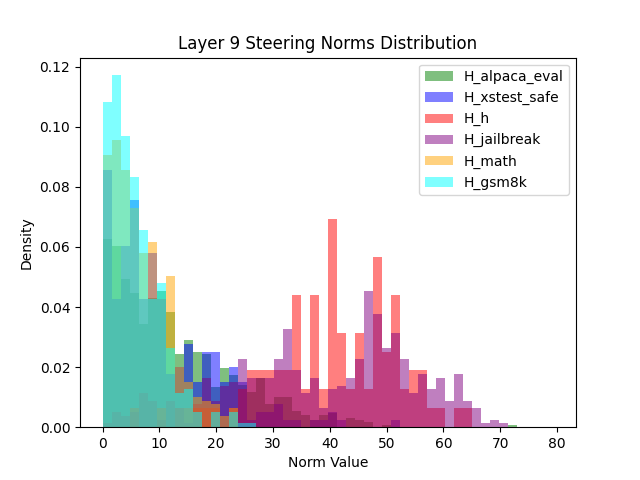 Layer 9 Steering Norms Distribution
H_alpaca_eval
H_xstest_safe
H_h
H_jailbreak
H_math
H_gsm8k
0.12
0.10
0.08
0.06
0.04
0.02
0.00
Density
0 10 20 30 40 50 60 70 80
Norm Value